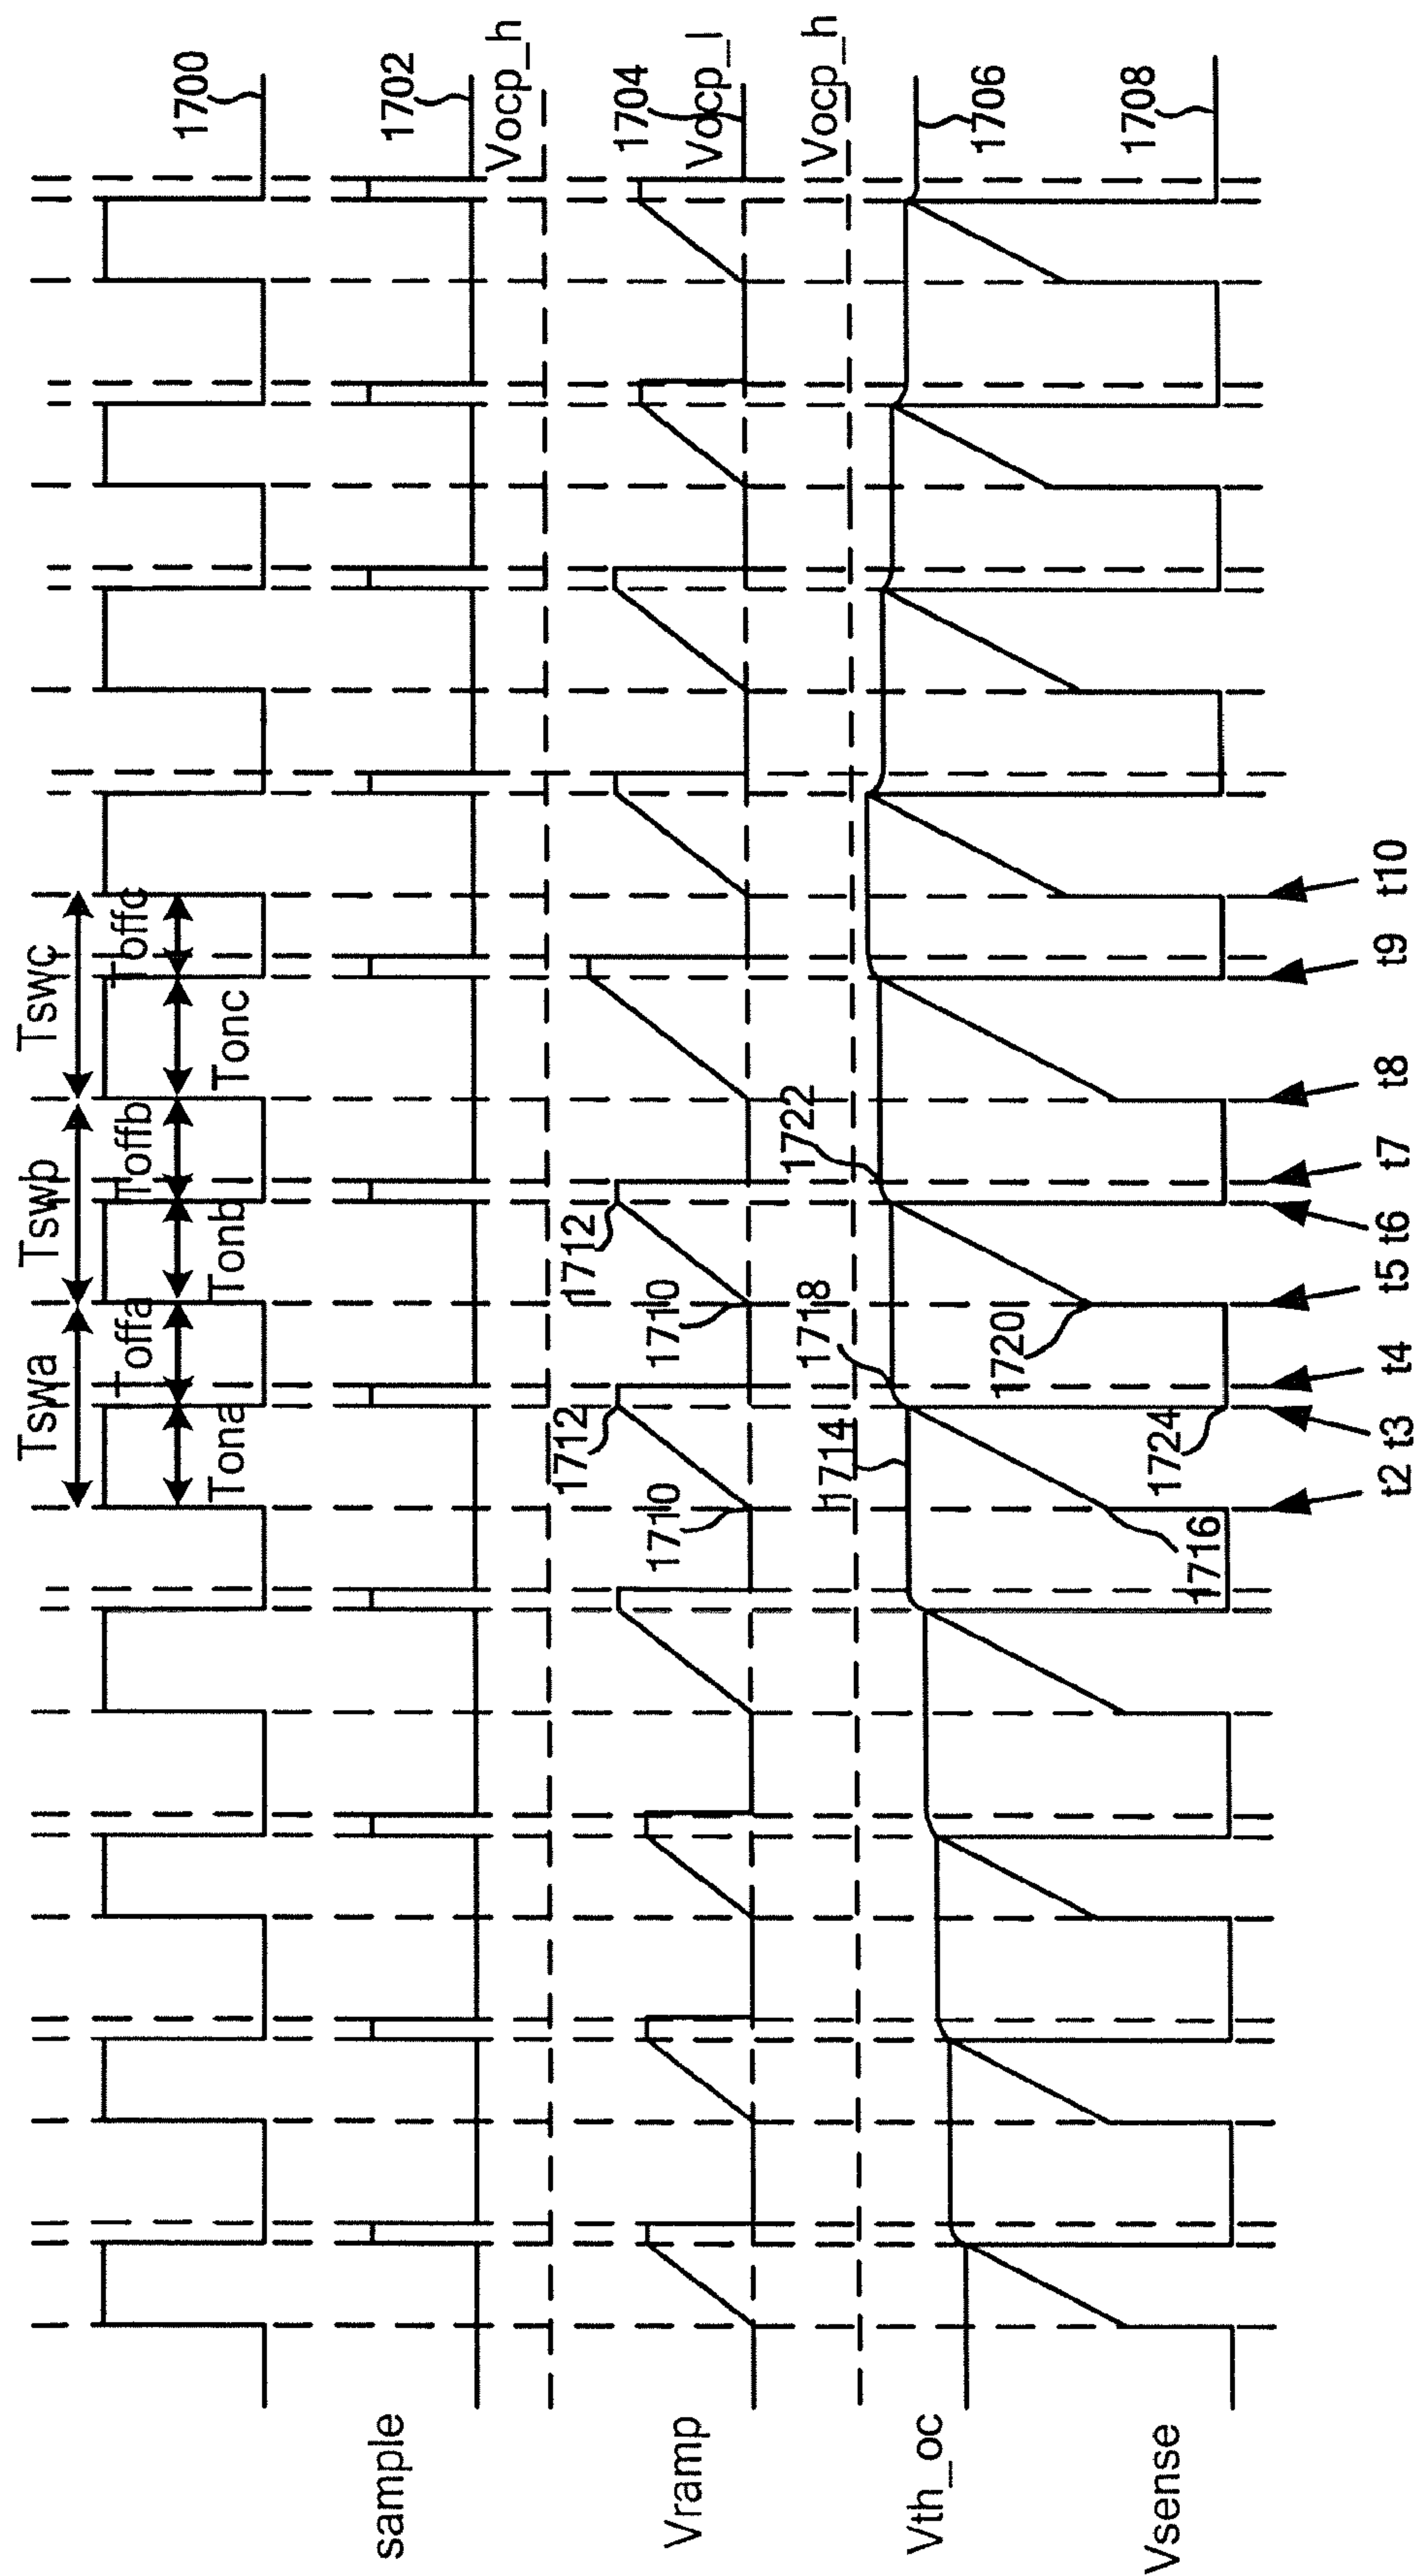 Tswa
Tswb
Tswc
Tona
Toffa
Tonb
Toffb
Tonc
Toffc
1700
sample
1702
Vocp_h
Vramp
1710
1712
1710
1712
1704
Vocp_l
Vocp_h
Vth_oc
1714
1718
1722
1706
Vsense
1716
1724
1720
1708
t2
t3
t4
t5
t6
t7
t8
t9
t10